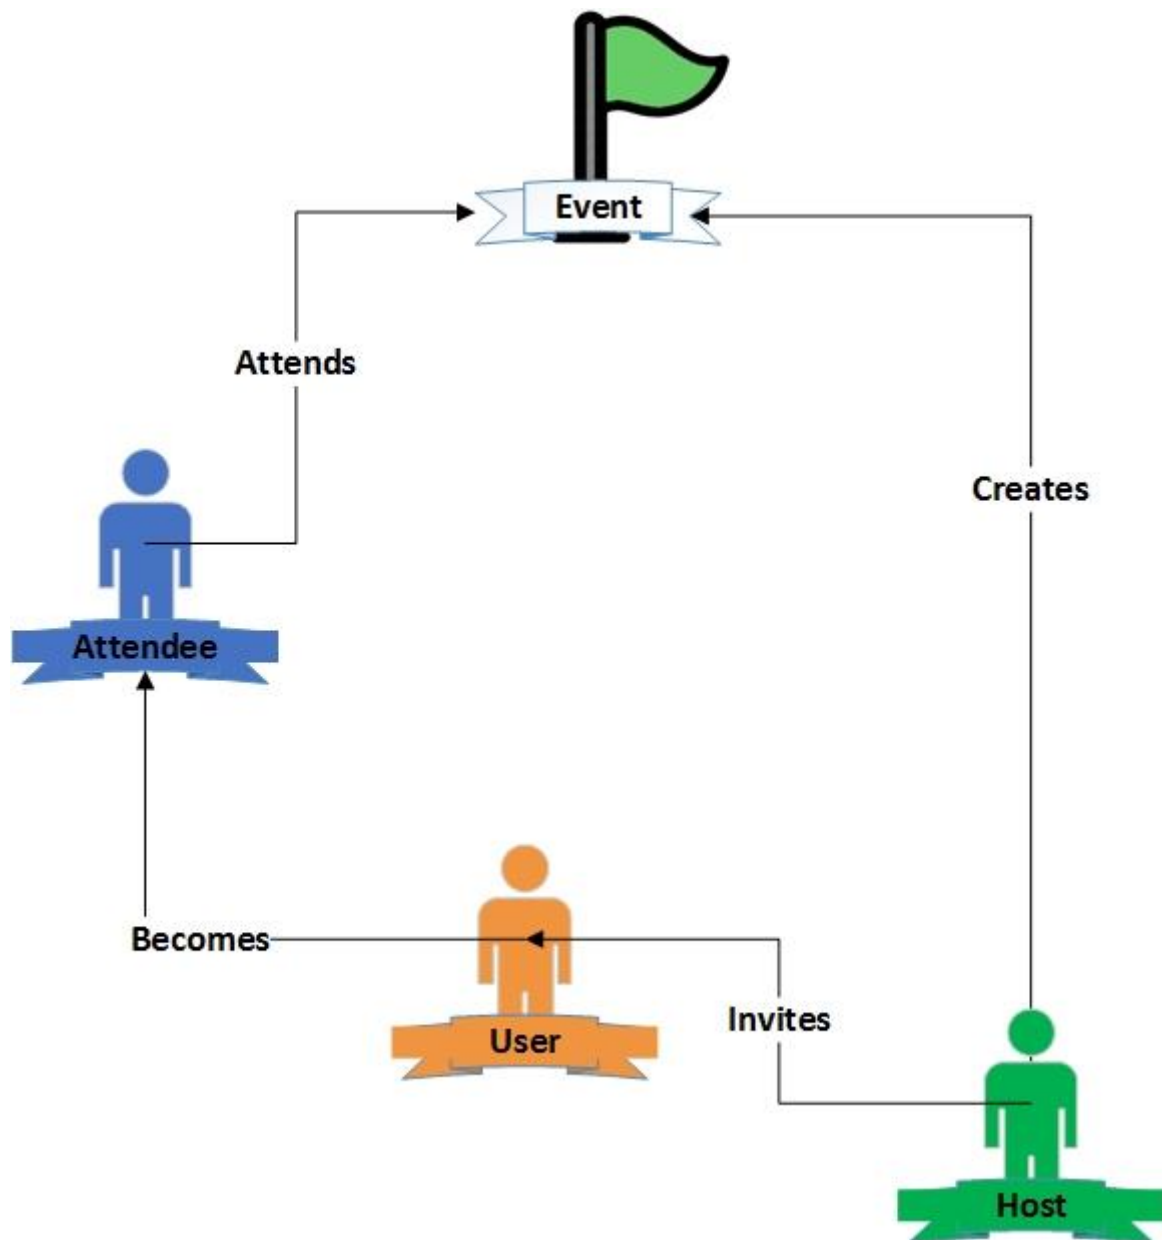 Event
Attends
Creates
Attendee
Becomes
Invites
User
Host